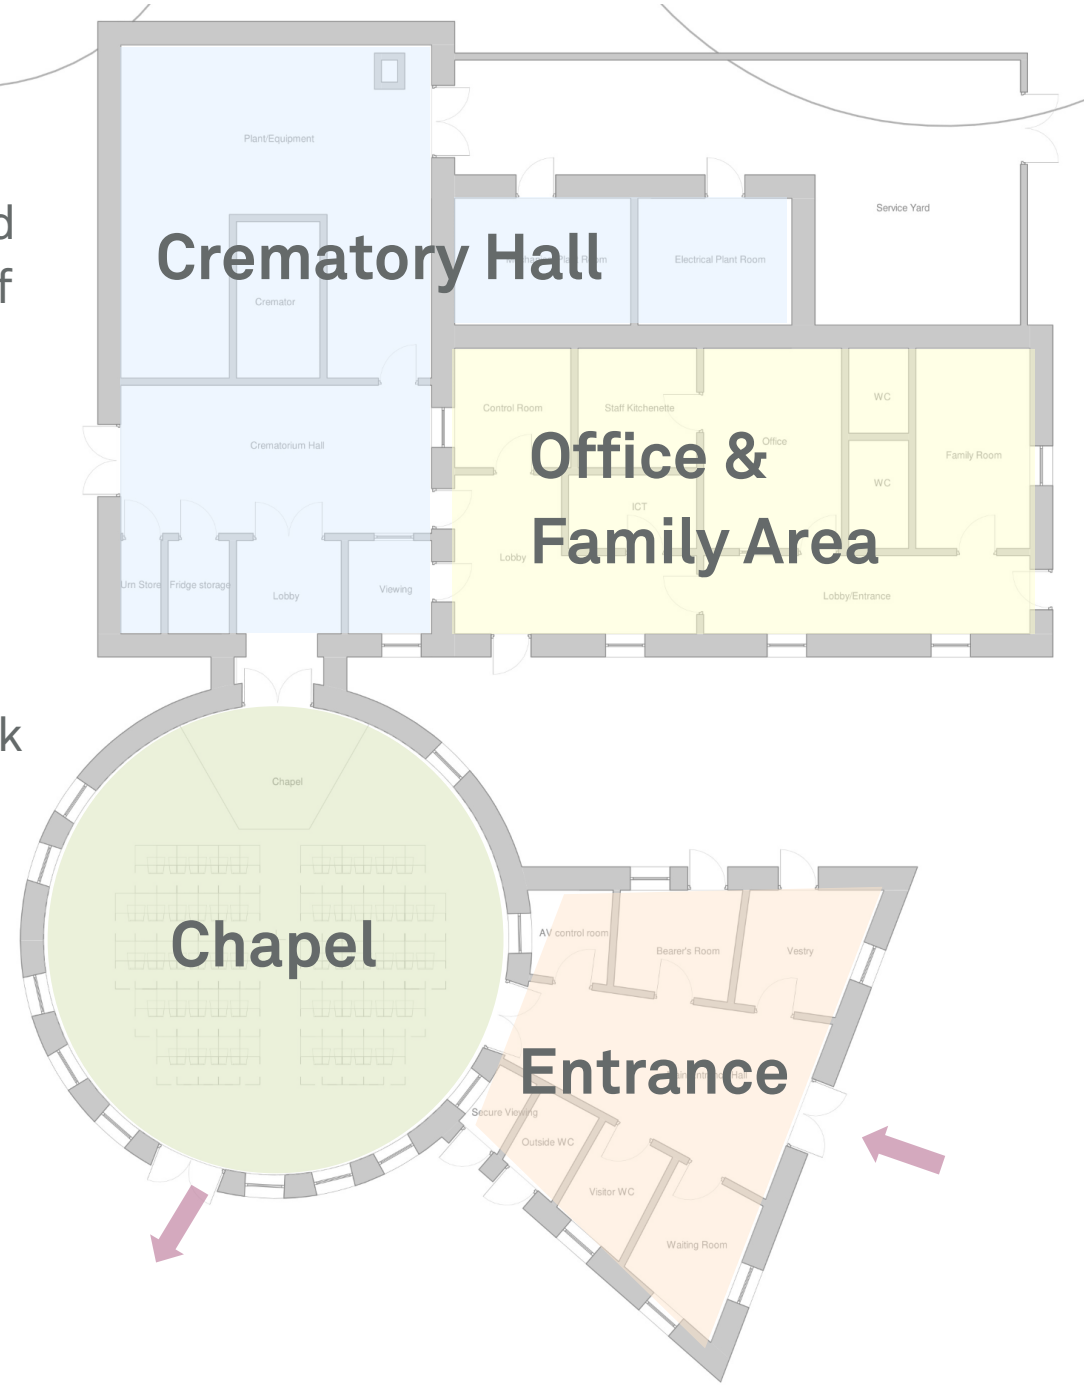 d
f
k
Plant/Equipment
Service Yard
Crematory Hall
Electrical Plant Room
Cremator
Control Room
Staff Kitchenette
WC
Office
Crematorium Hall
Office &
Family Room
WC
ICT
Family Area
Lobby
Urn Store
Fridge storage
Lobby
Viewing
Lobby/Entrance
Chapel
AV control room
Bearer's Room
Vestry
Chapel
Entrance
Hall
Secure Viewing
Outside WC
Visitor WC
Waiting Room